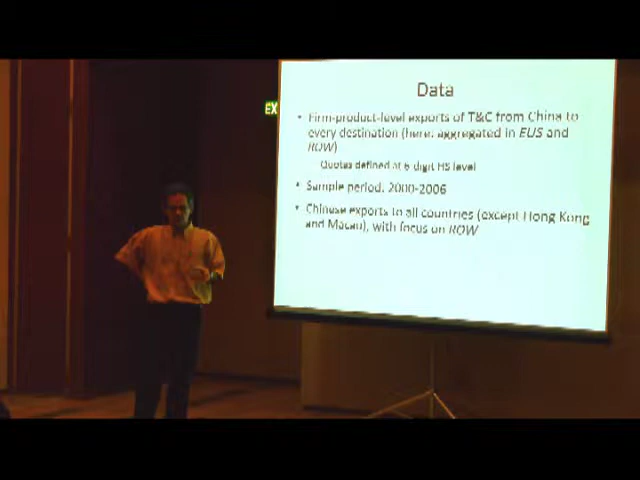 EX
Data
• Firm-product-level exports of T&C from China to
every destination (here: aggregated in EUS and
ROW)
Quotas defined at 6 digit HS level
• Sample period: 2000-2006
• Chinese exports to all countries (except Hong Kong
and Macau), with focus on ROW